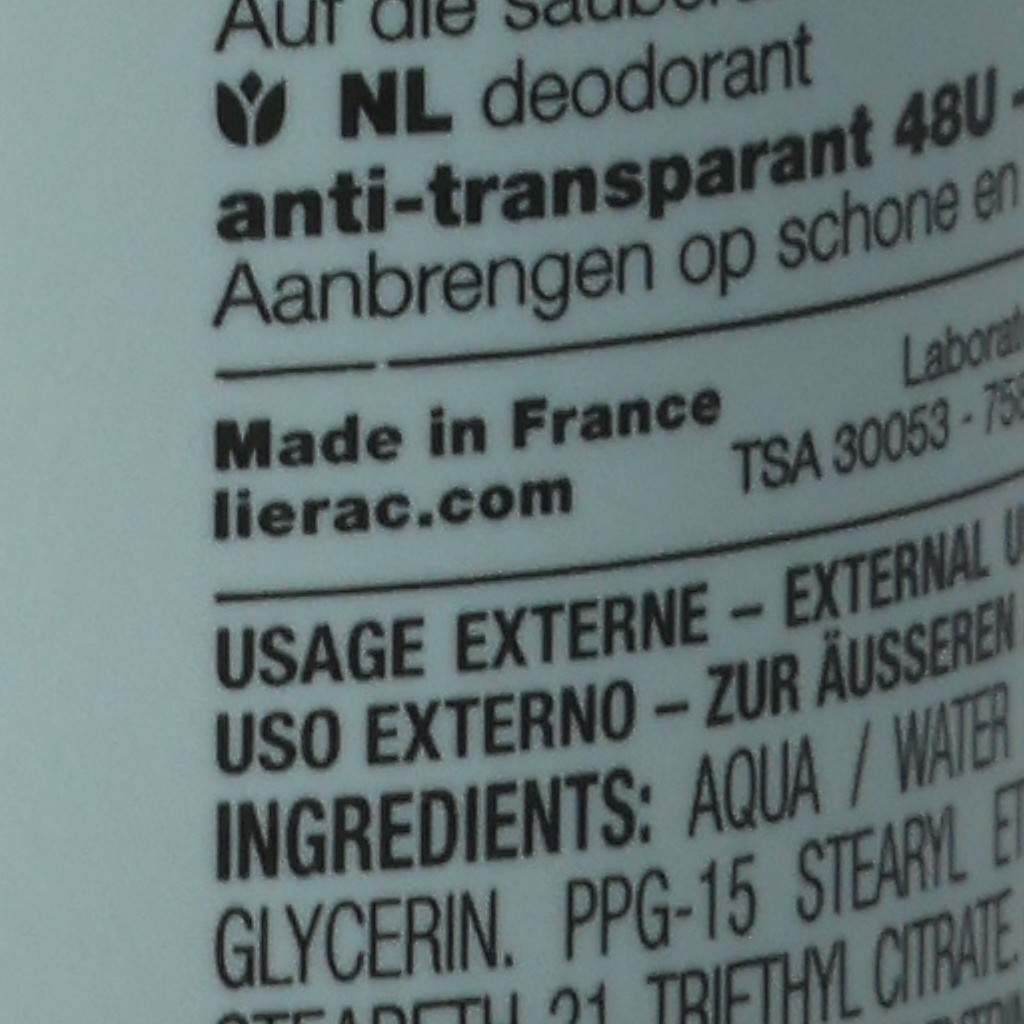 Auf die
NL deodorant
anti-transparant 48U -
Aanbrengen op schone en
Made in France
lierac.com
TSA 30053 -
USAGE EXTERNE – EXTERNAL
USO EXTERNO – ZUR ÄUSSEREN
INGREDIENTS: AQUA / WATER
GLYCERIN. PPG-15 STEARYL
21 TRIETHYL CITRATE.